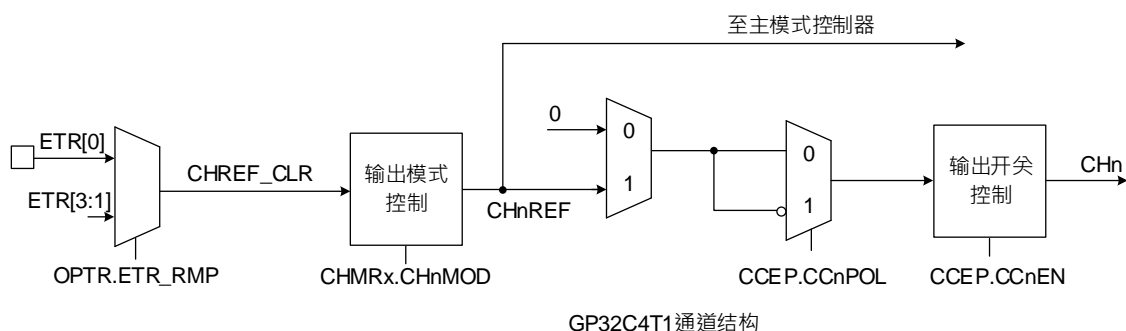 至主模式控制器
ETR[0]
ETR[3:1]
CHREF_CLR
OPTR.ETR_RMP
输出模式
控制
CHMRx.CHnMOD
CHnREF
0
0
1
0
1
CCEP.CCnPOL
输出开关
控制
CCEP.CCnEN
CHn
GP32C4T1通道结构